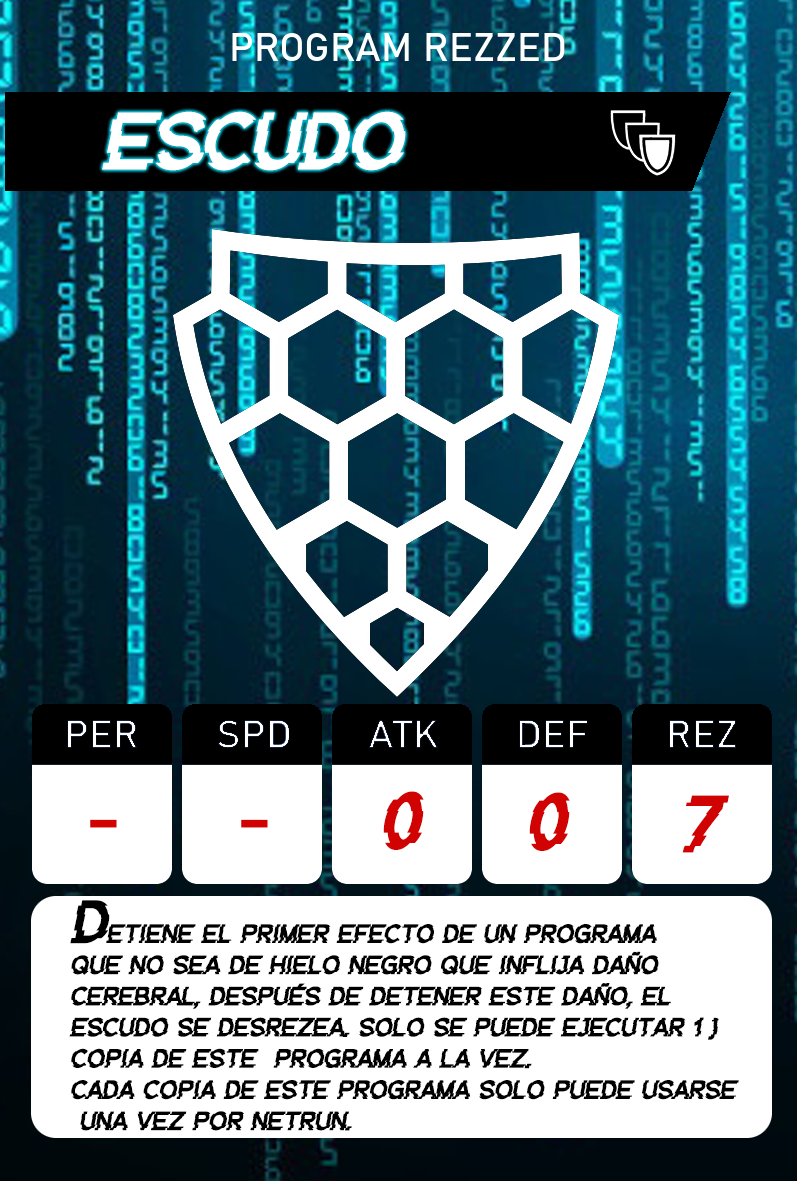 PROGRAM REZZED
ESCUDO
PER SPD ATK DEF REZ
- - 0 0 7
DETIENE EL PRIMER EFECTO DE UN PROGRAMA
QUE NO SEA DE HIELO NEGRO QUE INFLIJA DAÑO
CEREBRAL, DESPUÉS DE DETENER ESTE DAÑO, EL
ESCUDO SE DESREZEA. SOLO SE PUEDE EJECUTAR 1 }
COPIA DE ESTE PROGRAMA A LA VEZ.
CADA COPIA DE ESTE PROGRAMA SOLO PUEDE USARSE
UNA VEZ POR NETRUN.